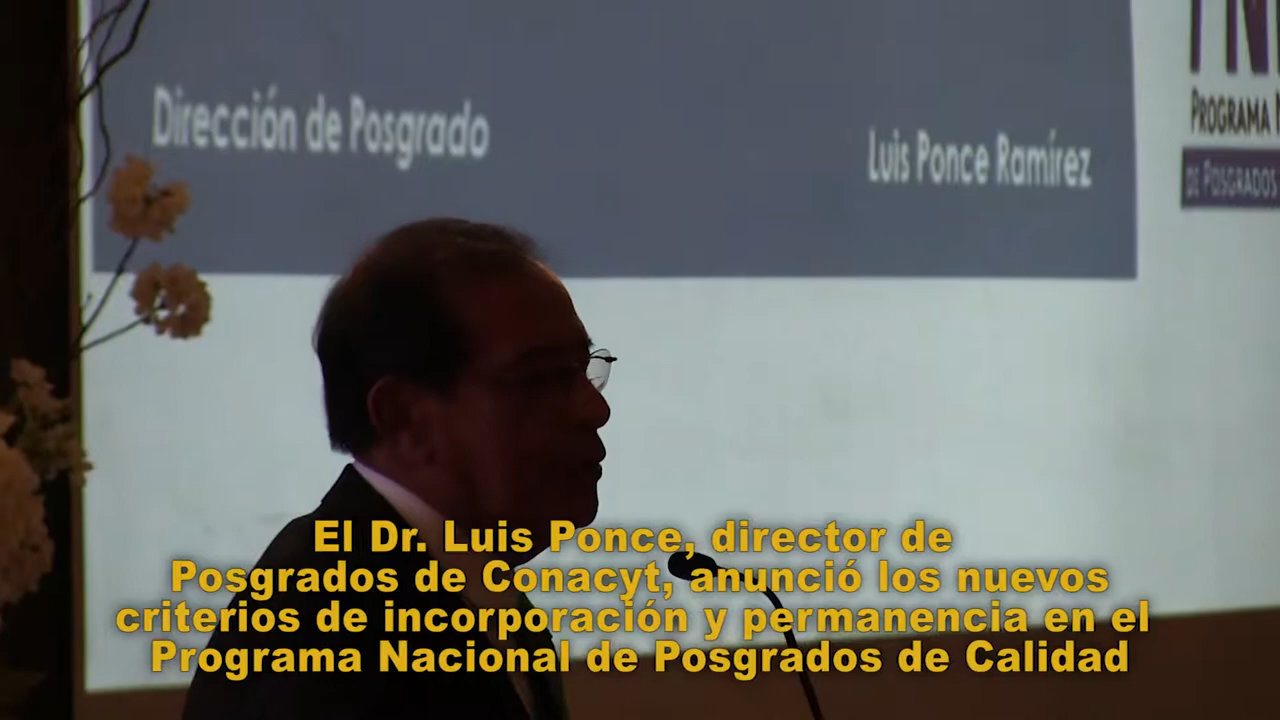 Dirección de Posgrado
Luis Ponce Ramírez
PROGRAMA
DE POSGRADOS
El Dr. Luis Ponce, director de
Posgrados de Conacyt, anunció los nuevos
criterios de incorporación y permanencia en el
Programa Nacional de Posgrados de Calidad